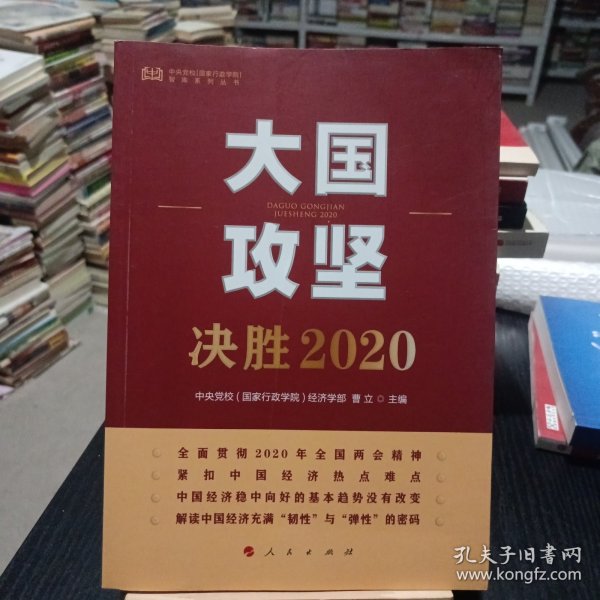 中央党校[国家行政学院]
智库系列丛书
大国
DAGUO GONGJIAN
JUESHENG 2020
攻坚
决胜2020
中央党校(国家行政学院)经济学部 曹立 ○ 主编
全面贯彻2020年全国两会精神
紧扣中国经济热点难点
中国经济稳中向好的基本趋势没有改变
解读中国经济充满“韧性”与“弹性”的密码
人民出版社
孔夫子旧书网
www.kongfz.com